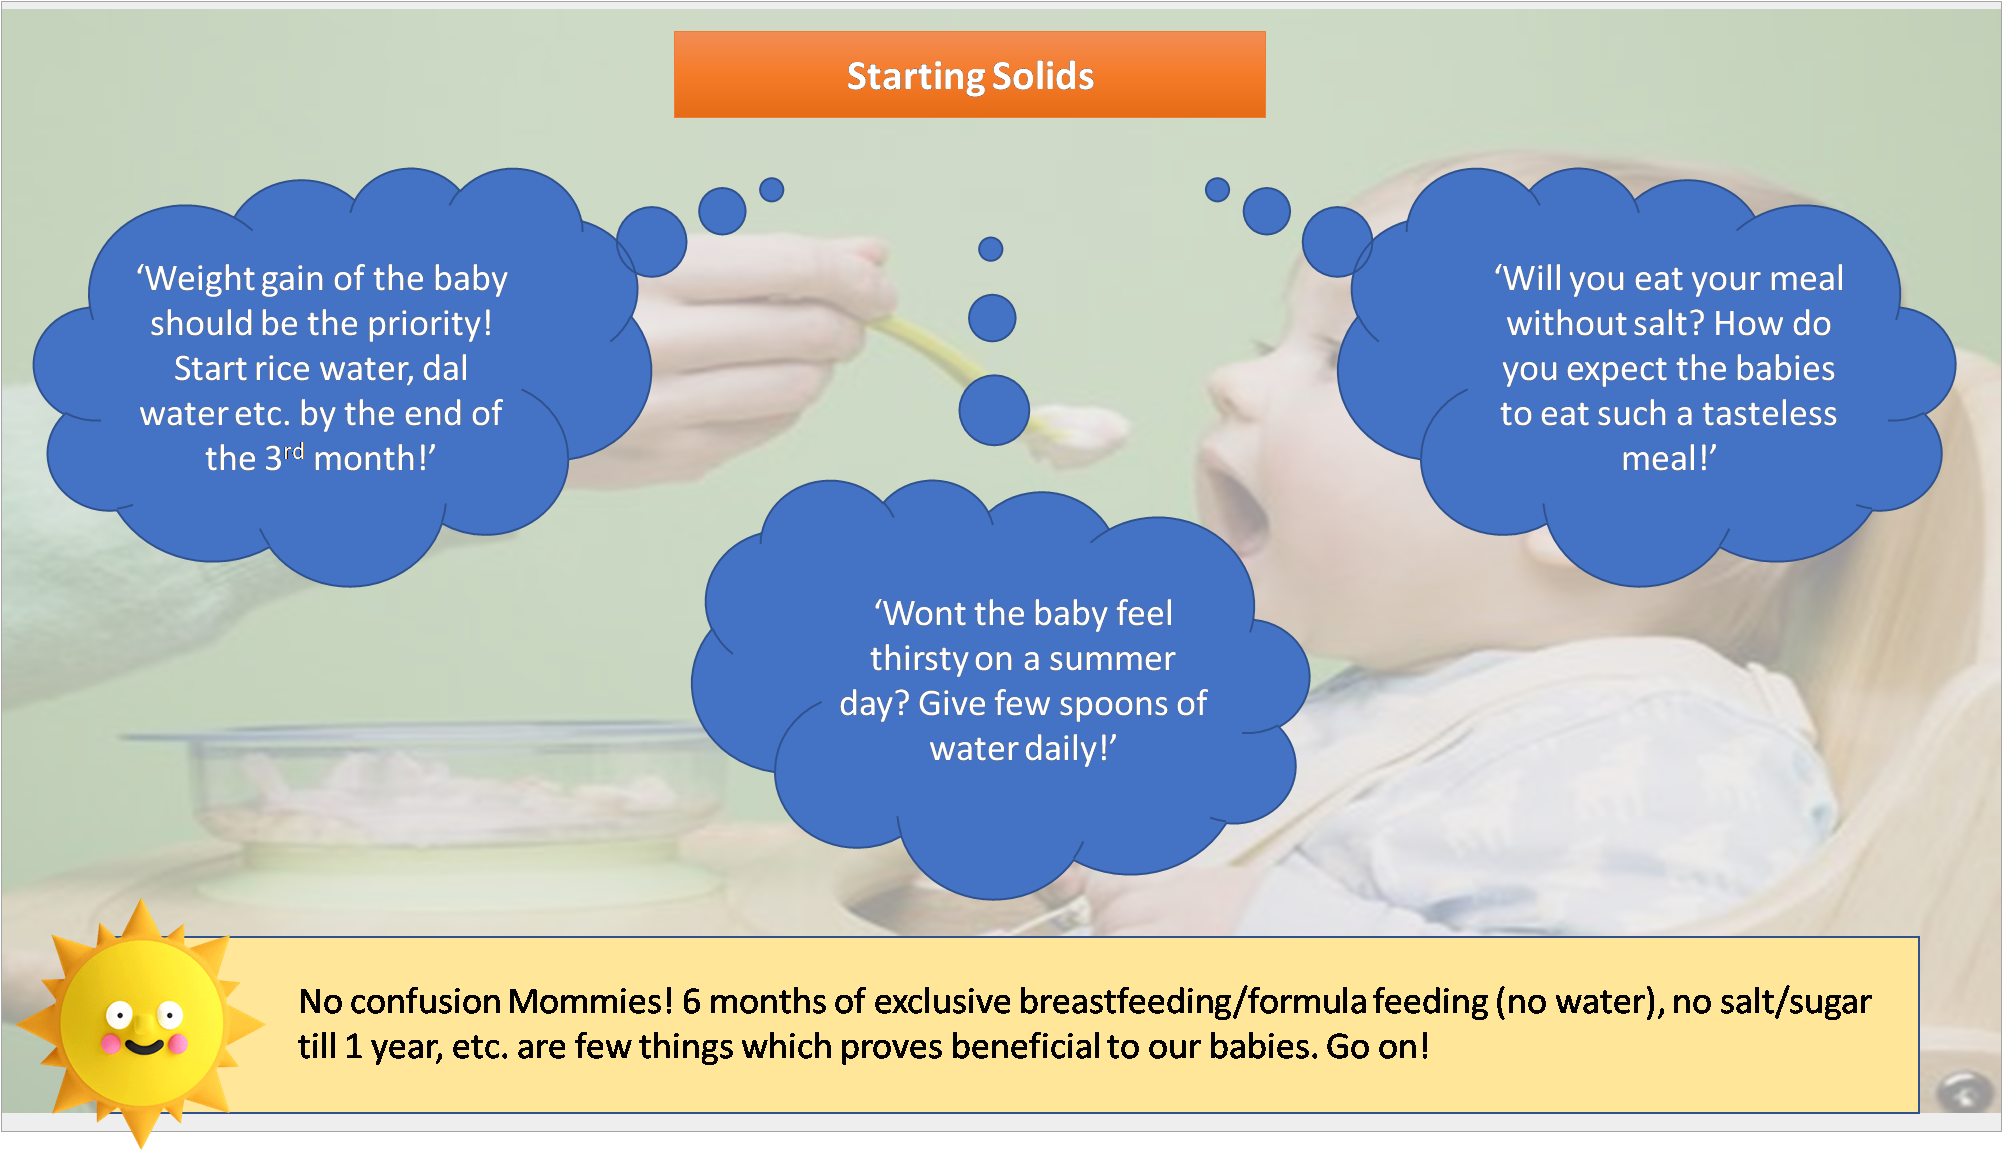 Starting Solids
‘Weight gain of the baby
should be the priority!
Start rice water, dal
water etc. by the end of
the 3rd month!’
‘Will you eat your meal
without salt? How do
you expect the babies
to eat such a tasteless
meal!’
‘Wont the baby feel
thirsty on a summer
day? Give few spoons of
water daily!’
No confusion Mommies! 6 months of exclusive breastfeeding/formula feeding (no water), no salt/sugar
till 1 year, etc. are few things which proves beneficial to our babies. Go on!